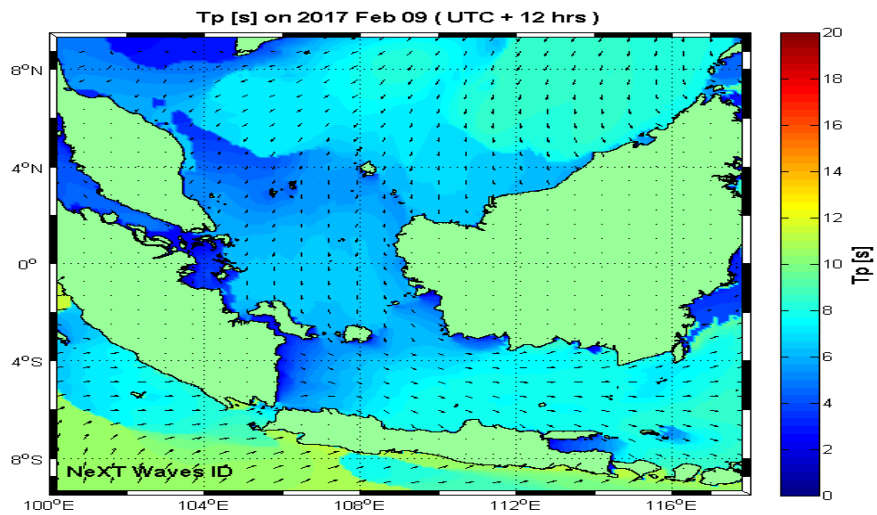 Tp [s] on 2017 Feb 09 ( UTC + 12 hrs )
8°N
4°N
0°
4°S
8°S
NeXT Waves ID
100°E
104°E
108°E
112°E
116°E
20
18
16
14
12
10
8
6
4
2
0
Tp [s]